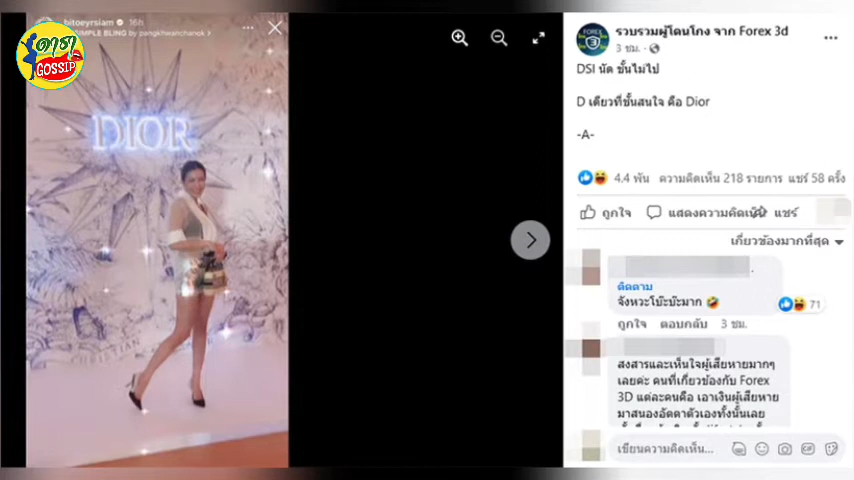 ดารา
GOSSIP
bitoeyrsiam 16h
SIMPLE BLING by pangkhwanchanok >
DIOR
CHRISTIAN
รวบรวมผู้โดนโกง จาก Forex 3d
3 ชม.
FOREX
3
DSI นัด ชั้นไม่ไป
D เดียวที่ชั้นสนใจ คือ Dior
-A-
4.4 พัน ความคิดเห็น 218 รายการ แชร์ 58 ครั้ง
ถูกใจ แสดงความคิดเห็น แชร์
เกี่ยวข้องมากที่สุด
ติดตาม
จังหวะโบ๊ะบ๊ะมาก 🤣
71
ถูกใจ ตอบกลับ 3 ชม.
สงสารและเห็นใจผู้เสียหายมากๆ
เลยค่ะ คนที่เกี่ยวข้องกับ Forex
3D แต่ละคนคือ เอาเงินผู้เสียหาย
มาสนองอัตตาตัวเองทั้งนั้นเลย
เขียนความคิดเห็น...
GIF